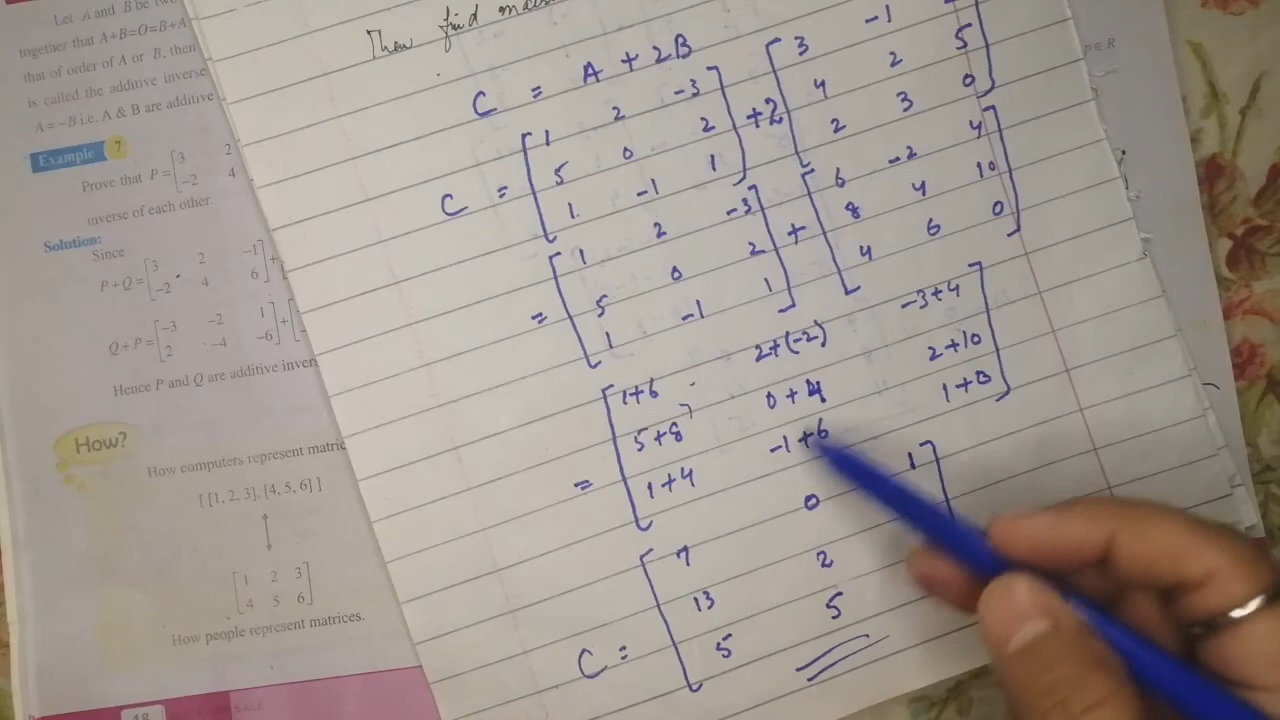 Let A and B be two
together that A+B=O=B+A
that of order of A or B, then
is called the additive inverse
A=−B i.e. A & B are additive
Example 7
Prove that P=[3 2
−2 4
inverse of each other.
Solution:
Since
P+Q=[3 2 −1]+
−2 4 6
Q+P=[−3 −2 1]+[
2 −4 −6
Hence P and Q are additive invers
How?
How computers represent matric
[ [1, 2, 3], [4, 5, 6] ]
[1 2 3]
4 5 6
How people represent matrices.
18
SALE
p∈R
Then find
C = A + 2B
C = [1 2 -3] +2 [3 -1
5 0 2 4 2 5
1 -1 1 2 3 0
= [1 2 -3] + [6 -2 4]
5 0 2 8 4 10
1 -1 1 4 6 0
= [1+6 2+(-2) -3+4]
5+8 0+4 2+10
1+4 -1+6 1+0
C = [7 0 1]
13 2
5 5